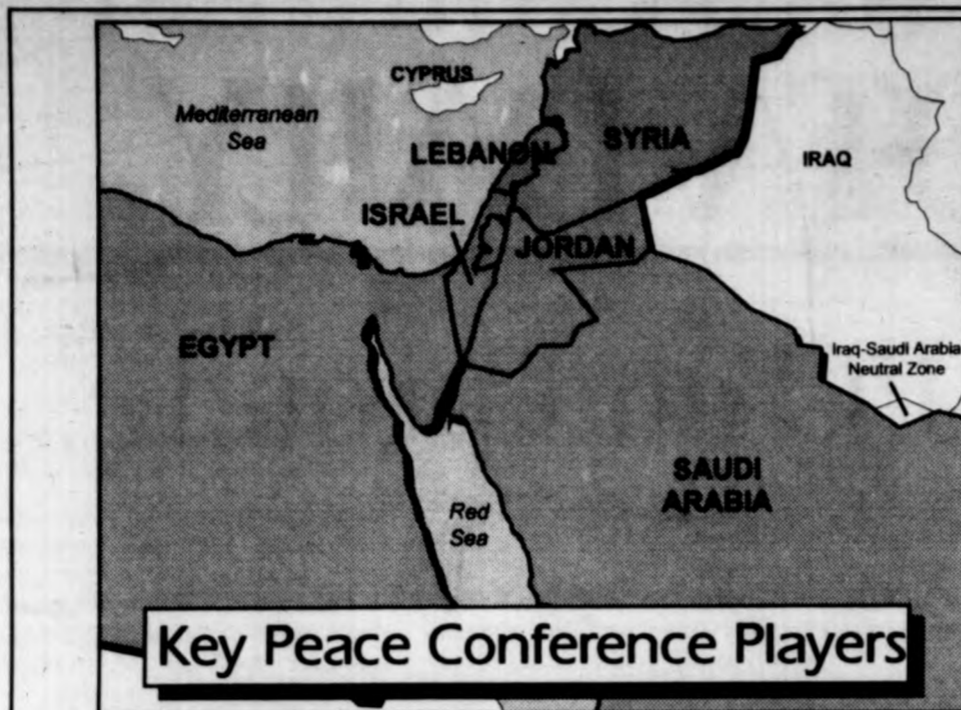 CYPRUS
Mediterranean
Sea
LEBANON
SYRIA
IRAQ
ISRAEL
JORDAN
EGYPT
Iraq-Saudi Arabia
Neutral Zone
SAUDI
ARABIA
Red
Sea
Key Peace Conference Players